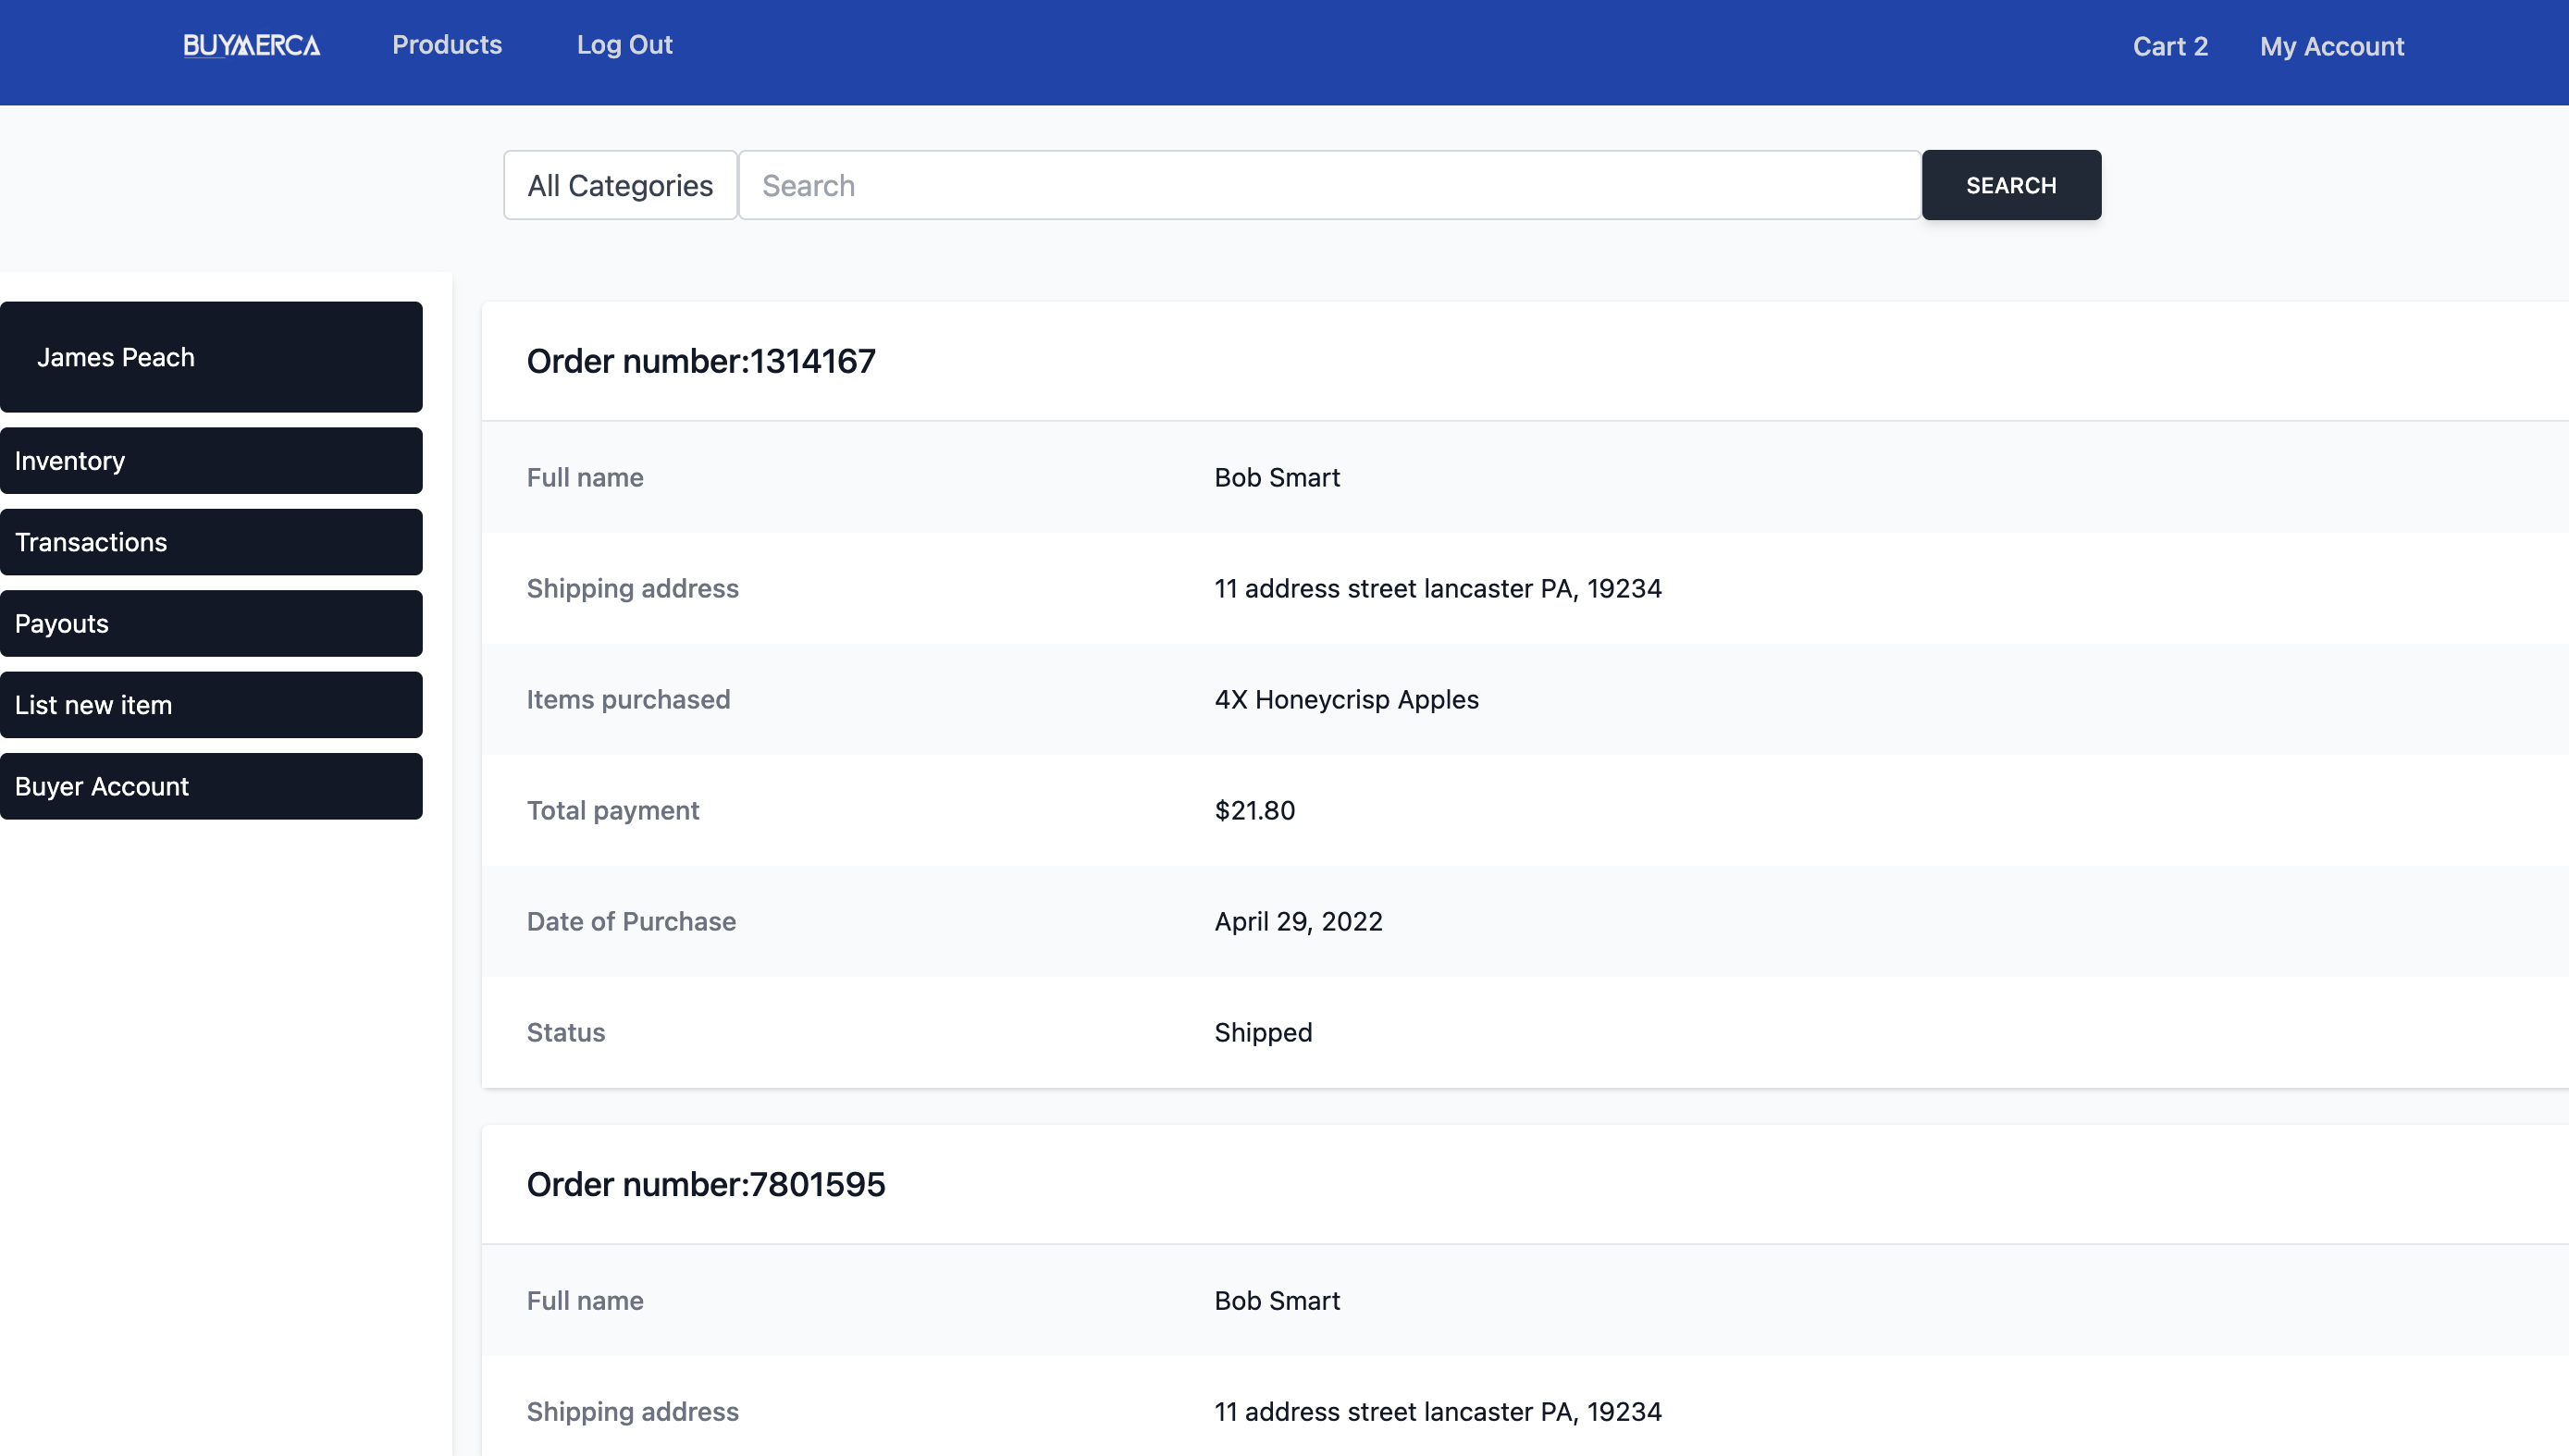 BUYMERCA Products Log Out Cart 2 My Account
All Categories Search SEARCH
James Peach
Inventory
Transactions
Payouts
List new item
Buyer Account
Order number:1314167
Full name Bob Smart
Shipping address 11 address street lancaster PA, 19234
Items purchased 4X Honeycrisp Apples
Total payment $21.80
Date of Purchase April 29, 2022
Status Shipped
Order number:7801595
Full name Bob Smart
Shipping address 11 address street lancaster PA, 19234